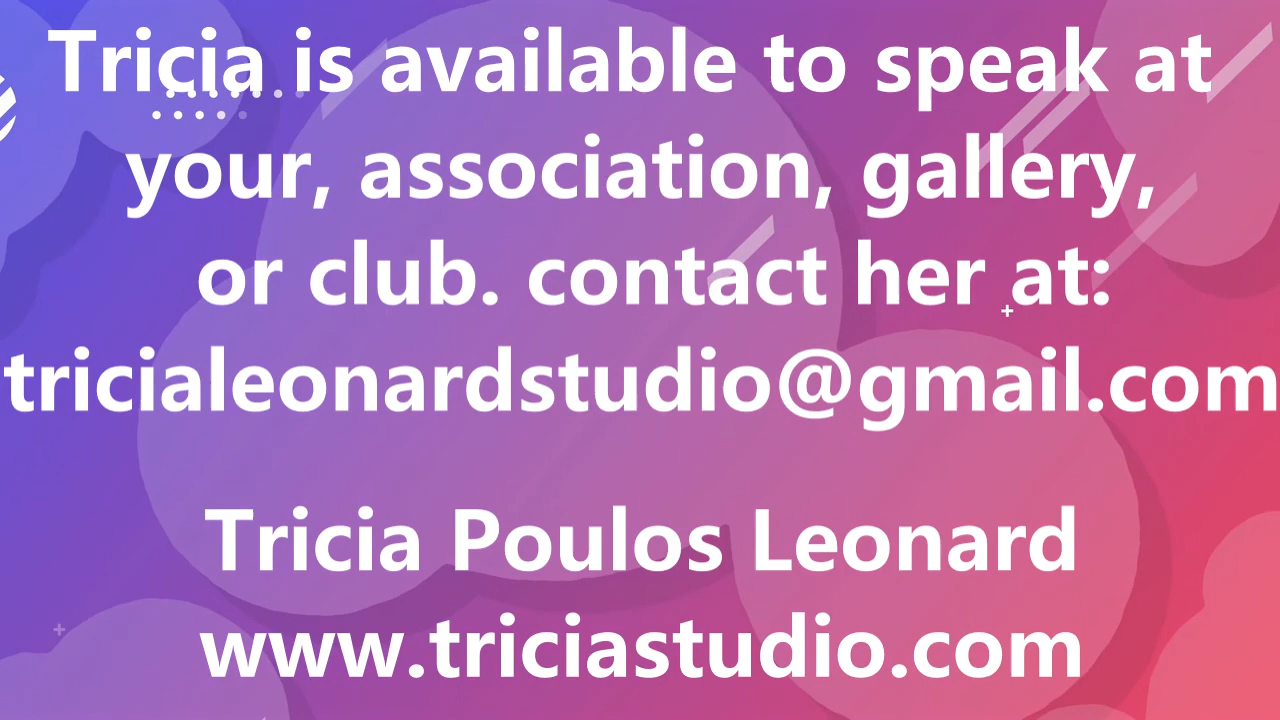 Tricia is available to speak at
your, association, gallery,
or club. contact her at:
tricialeonardstudio@gmail.com
Tricia Poulos Leonard
www.triciastudio.com